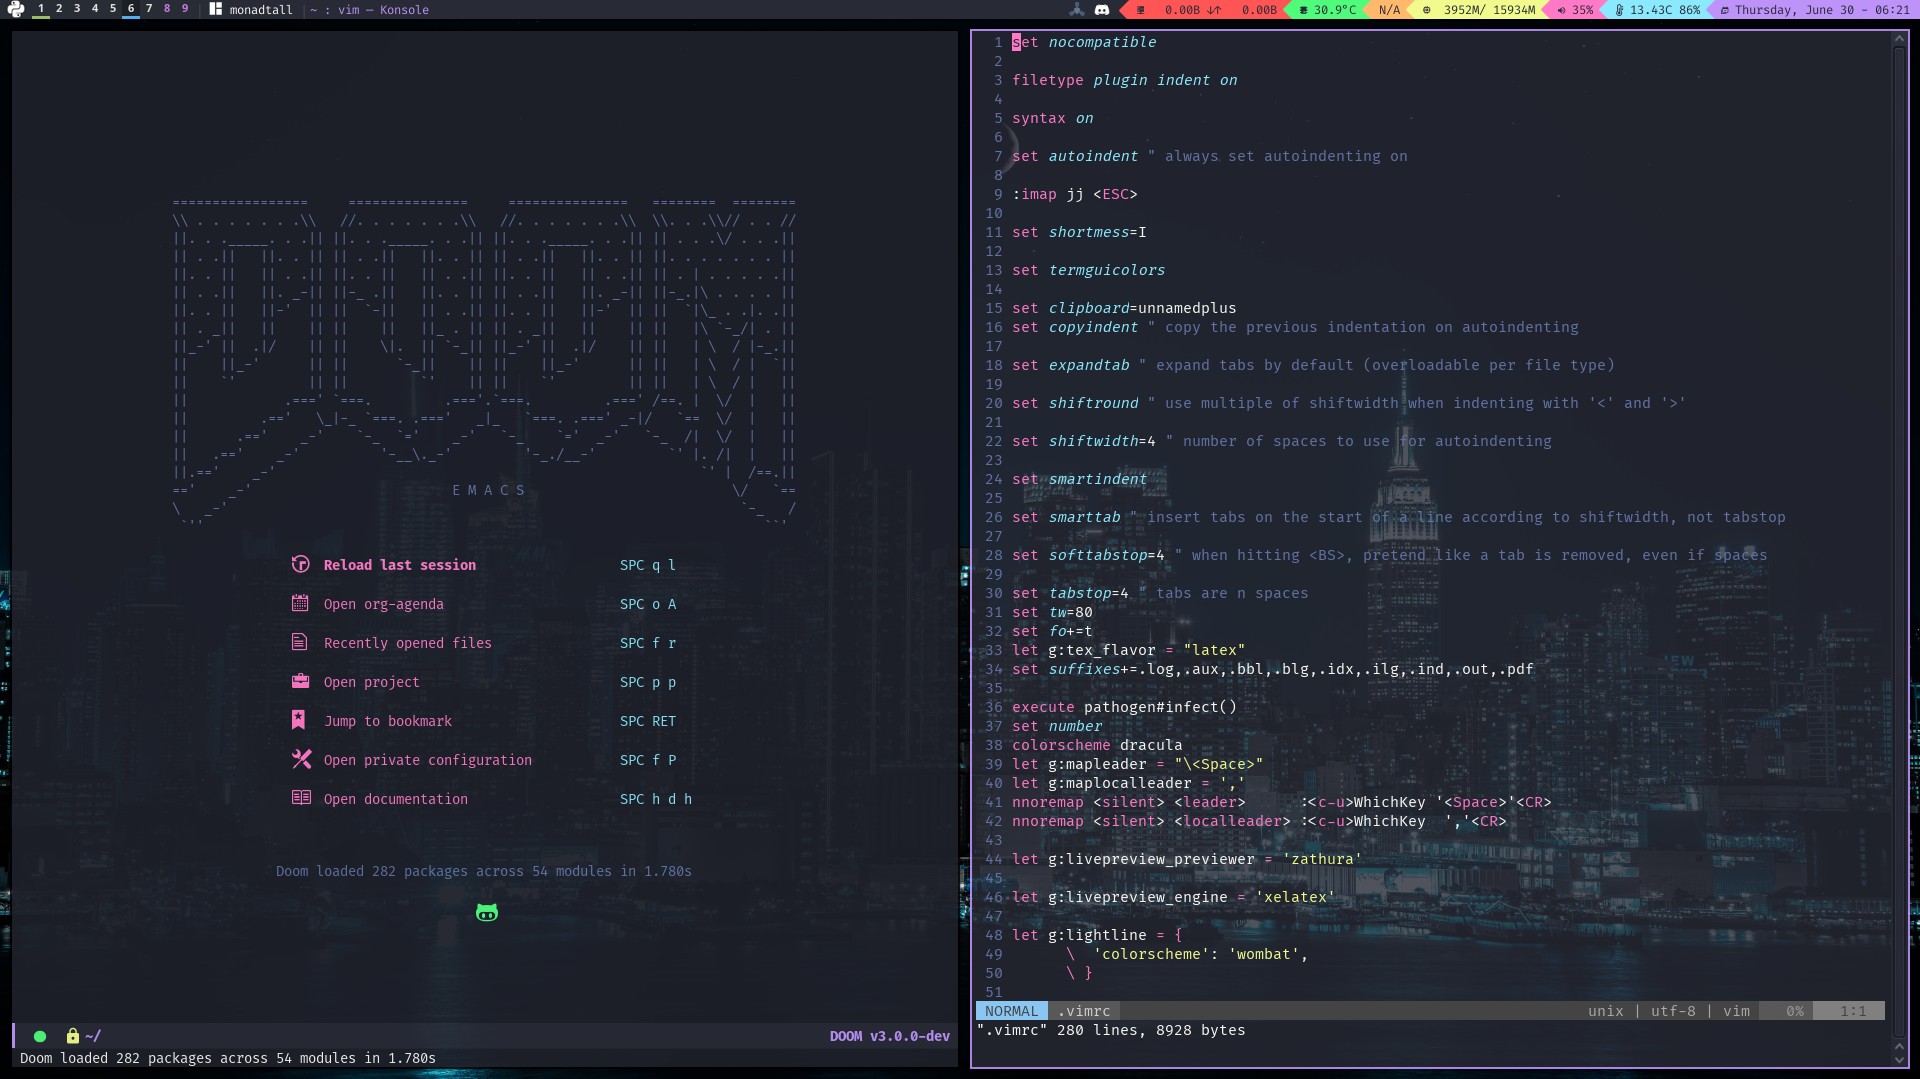 1 2 3 4 5 6 7 8 9 monadtall ~ : vim — Konsole
0.00B ↓↑ 0.00B 30.9°C N/A 3952M/ 15934M 35% 13.43C 86% Thursday, June 30 - 06:21
E M A C S
Reload last session SPC q l
Open org-agenda SPC o A
Recently opened files SPC f r
Open project SPC p p
Jump to bookmark SPC RET
Open private configuration SPC f P
Open documentation SPC h d h
Doom loaded 282 packages across 54 modules in 1.780s
~/ DOOM v3.0.0-dev
Doom loaded 282 packages across 54 modules in 1.780s
1 set nocompatible
2
3 filetype plugin indent on
4
5 syntax on
6
7 set autoindent " always set autoindenting on
8
9 :imap jj <ESC>
10
11 set shortmess=I
12
13 set termguicolors
14
15 set clipboard=unnamedplus
16 set copyindent " copy the previous indentation on autoindenting
17
18 set expandtab " expand tabs by default (overloadable per file type)
19
20 set shiftround " use multiple of shiftwidth when indenting with '<' and '>'
21
22 set shiftwidth=4 " number of spaces to use for autoindenting
23
24 set smartindent
25
26 set smarttab " insert tabs on the start of a line according to shiftwidth, not tabstop
27
28 set softtabstop=4 " when hitting <BS>, pretend like a tab is removed, even if spaces
29
30 set tabstop=4 " tabs are n spaces
31 set tw=80
32 set fo+=t
33 let g:tex_flavor = "latex"
34 set suffixes+=.log,.aux,.bbl,.blg,.idx,.ilg,.ind,.out,.pdf
35
36 execute pathogen#infect()
37 set number
38 colorscheme dracula
39 let g:mapleader = "\<Space>"
40 let g:maplocalleader = ','
41 nnoremap <silent> <leader>      :<c-u>WhichKey '<Space>'<CR>
42 nnoremap <silent> <localleader> :<c-u>WhichKey  ','<CR>
43
44 let g:livepreview_previewer = 'zathura'
45
46 let g:livepreview_engine = 'xelatex'
47
48 let g:lightline = {
49       \  'colorscheme': 'wombat',
50       \ }
51
NORMAL .vimrc unix | utf-8 | vim 0% 1:1
".vimrc" 280 lines, 8928 bytes